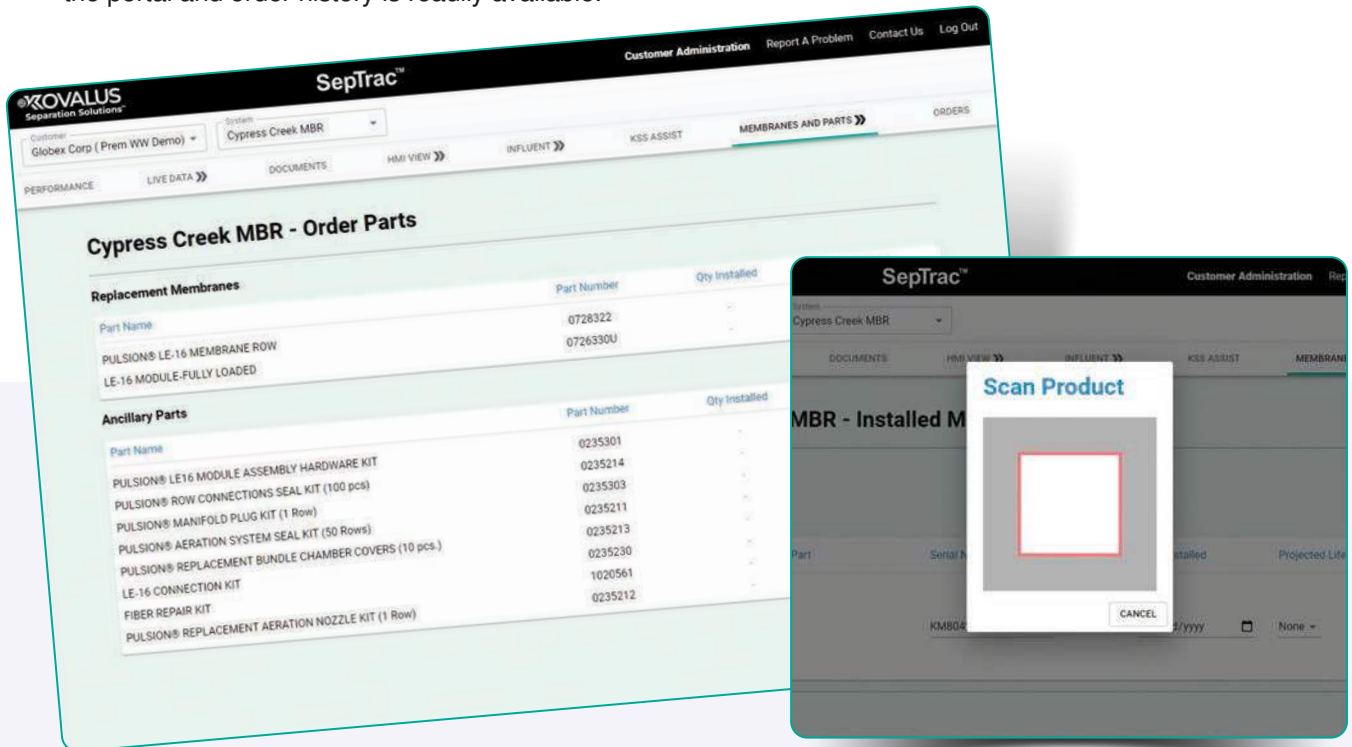 the portal and order history is readily available.
KOVALUS
Separation Solutions™
SepTrac™
Customer Administration Report A Problem Contact Us Log Out
Customer
Globex Corp ( Prem WW Demo)
System
Cypress Creek MBR
PERFORMANCE LIVE DATA DOCUMENTS HMI VIEW INFLUENT KSS ASSIST MEMBRANES AND PARTS ORDERS
Cypress Creek MBR - Order Parts
Replacement Membranes
Part Name Part Number Qty Installed
PULSION® LE-16 MEMBRANE ROW 0728322 -
LE-16 MODULE-FULLY LOADED 0726330U -
Ancillary Parts
Part Name Part Number Qty Installed
PULSION® LE16 MODULE ASSEMBLY HARDWARE KIT 0235301 -
PULSION® ROW CONNECTIONS SEAL KIT (100 pcs) 0235214 -
PULSION® MANIFOLD PLUG KIT (1 Row) 0235303 -
PULSION® AERATION SYSTEM SEAL KIT (50 Rows) 0235211 -
PULSION® REPLACEMENT BUNDLE CHAMBER COVERS (10 pcs.) 0235213 -
LE-16 CONNECTION KIT 0235230 -
FIBER REPAIR KIT 1020561 -
PULSION® REPLACEMENT AERATION NOZZLE KIT (1 Row) 0235212 -
SepTrac™
Customer Administration Rep
System
Cypress Creek MBR
DOCUMENTS HMI VIEW INFLUENT KSS ASSIST MEMBRAN
Scan Product
MBR - Installed M
Part Serial N stalled Projected Life
KM804 /yyyy None
CANCEL